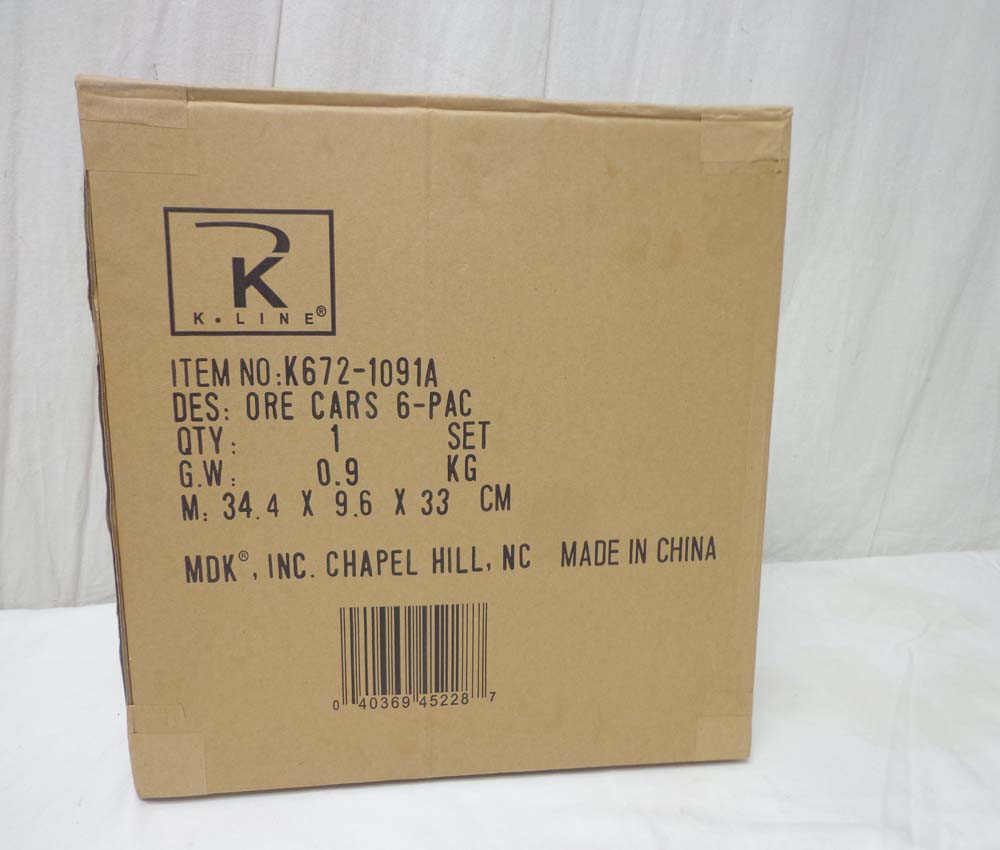 K
K•LINE®
ITEM NO:K672-1091A
DES: ORE CARS 6-PAC
QTY: 1 SET
G.W: 0.9 KG
M: 34.4 X 9.6 X 33 CM
MDK®, INC. CHAPEL HILL, NC MADE IN CHINA
0 40369 45228 7